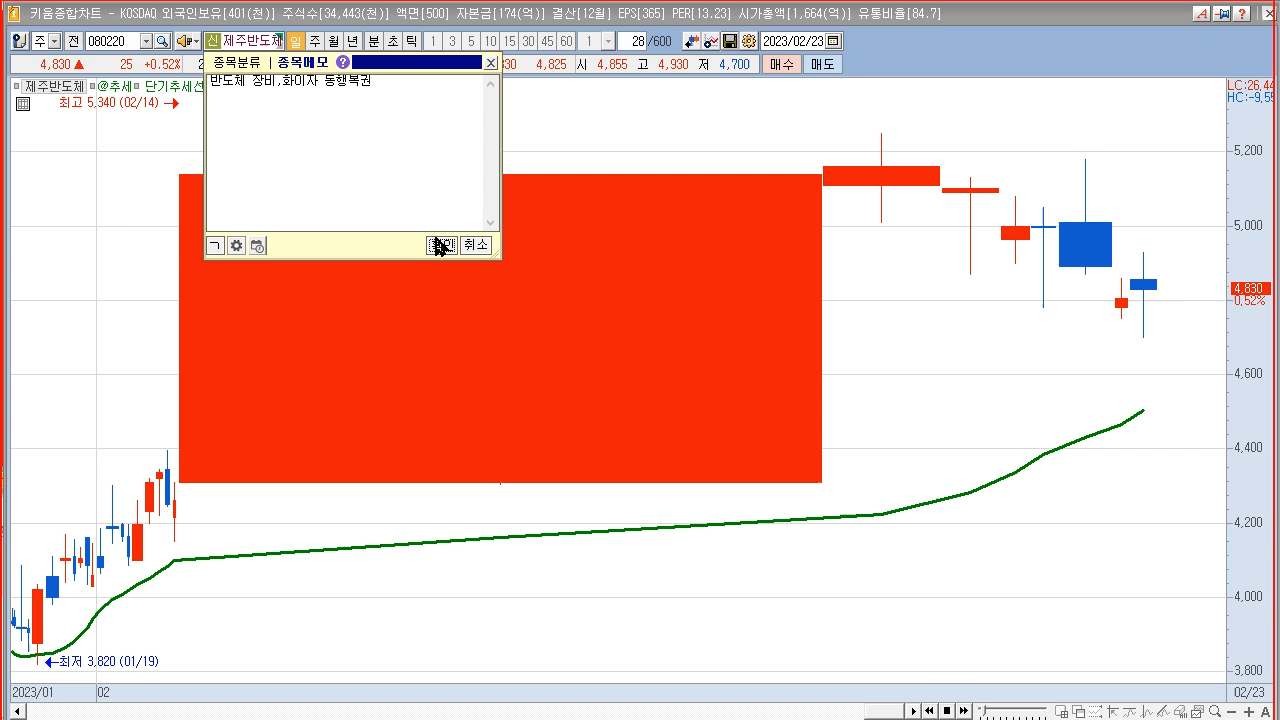 키움종합차트 - KOSDAQ 외국인보유[401(천)] 주식수[34,443(천)] 액면[500] 자본금[174(억)] 결산[12월] EPS[365] PER[13.23] 시가총액[1,664(억)] 유통비율[84.7]
주 전 080220 신 제주반도체 일 주 월 년 분 초 틱 1 3 5 10 15 30 45 60 1 28 /600 2023/02/23
4,830 ▲ 25 +0.52% 4,825 시 4,855 고 4,930 저 4,700 매수 매도
종목분류 | 종목메모 ?
반도체 장비,화이자 동행복권
취소
제주반도체 @추세 단기추세선
최고 5,340 (02/14) →
LC:26.44
HC:-9.55
5,200
5,000
4,830
0.52%
4,600
4,400
4,200
4,000
3,800
←최저 3,820 (01/19)
2023/01 02 02/23
A